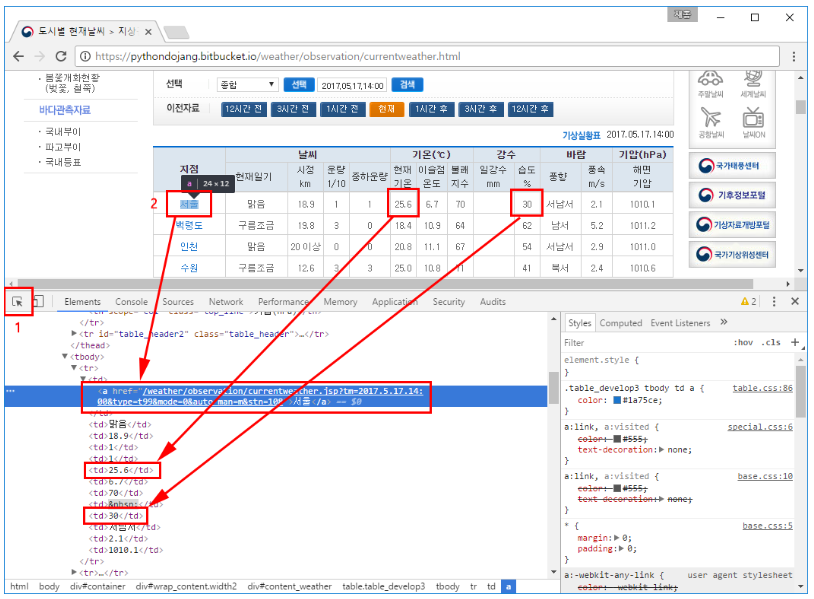 세종
도시별 현재날씨 > 지상
https://pythondojang.bitbucket.io/weather/observation/currentweather.html
· 봄꽃개화현황
(벚꽃, 철쭉)
바다관측자료
· 국내부이
· 파고부이
· 국내등표
선택 종합 선택 2017.05.17.14:00 검색
이전자료 12시간 전 3시간 전 1시간 전 현재 1시간 후 3시간 후 12시간 후
기상실황표 2017.05.17.14:00
주말날씨 세계날씨
공항날씨 날씨ON
국가태풍센터
기후정보포털
기상자료개방포털
국가기상위성센터
지점 날씨 기온(℃) 강수 바람 기압(hPa)
현재일기 시정 km 운량 1/10 중하운량 현재 기온 이슬점 온도 불쾌 지수 일강수 mm 습도 % 풍향 풍속 m/s 해면 기압
a 24×12
2
서울 맑음 18.9 1 1 25.6 6.7 70 30 서남서 2.1 1010.1
백령도 구름조금 19.8 3 0 18.4 10.9 64 62 남서 5.2 1011.2
인천 맑음 20 이상 0 0 20.8 11.1 67 54 서남서 2.9 1011.0
수원 구름조금 12.6 3 3 25.0 10.8 71 41 북서 2.4 1010.6
1
Elements Console Sources Network Performance Memory Application Security Audits 2
</tr>
<tr id="table_header2" class="table_header">…</tr>
</thead>
<tbody>
<tr>
<td>
<a href="/weather/observation/currentweather.jsp?tm=2017.5.17.14:
00&type=t99&mode=0&auto_man=m&stn=108">서울</a> == $0
</td>
<td>맑음</td>
<td>18.9</td>
<td>1</td>
<td>1</td>
<td>25.6</td>
<td>6.7</td>
<td>70</td>
<td>&nbsp;</td>
<td>30</td>
<td>서남서</td>
<td>2.1</td>
<td>1010.1</td>
</tr>
<tr>…</tr>
html body div#container div#wrap_content.width2 div#content_weather table.table_develop3 tbody tr td a
Styles Computed Event Listeners
Filter :hov .cls +
element.style {
}
.table_develop3 tbody td a { table.css:86
color: #1a75ce;
}
a:link, a:visited { special.css:6
color: #555;
text-decoration: none;
}
a:link, a:visited { base.css:10
color: #555;
text-decoration: none;
}
* { base.css:5
margin: 0;
padding: 0;
}
a:-webkit-any-link { user agent stylesheet
color: -webkit-link;